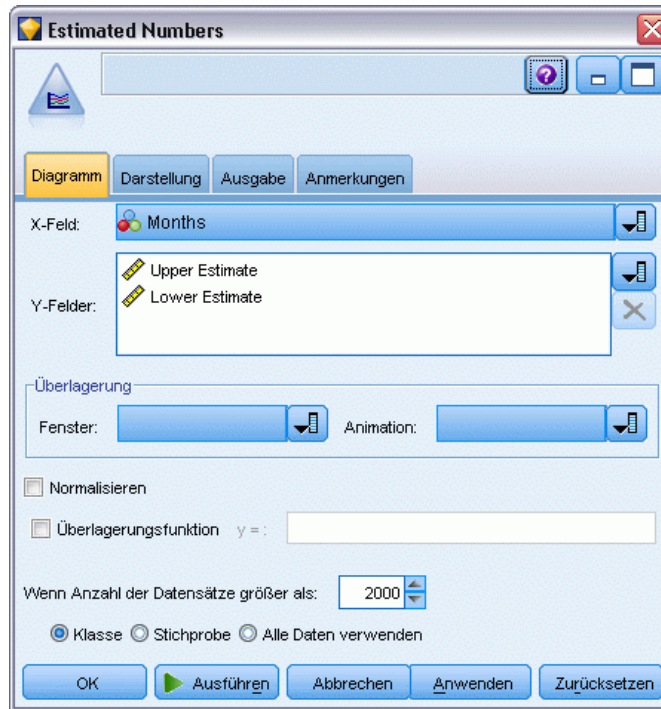 Estimated Numbers
Diagramm Darstellung Ausgabe Anmerkungen
X-Feld: Months
Y-Felder: Upper Estimate
Lower Estimate
Überlagerung
Fenster: Animation:
Normalisieren
Überlagerungsfunktion y = :
Wenn Anzahl der Datensätze größer als: 2000
Klasse Stichprobe Alle Daten verwenden
OK Ausführen Abbrechen Anwenden Zurücksetzen